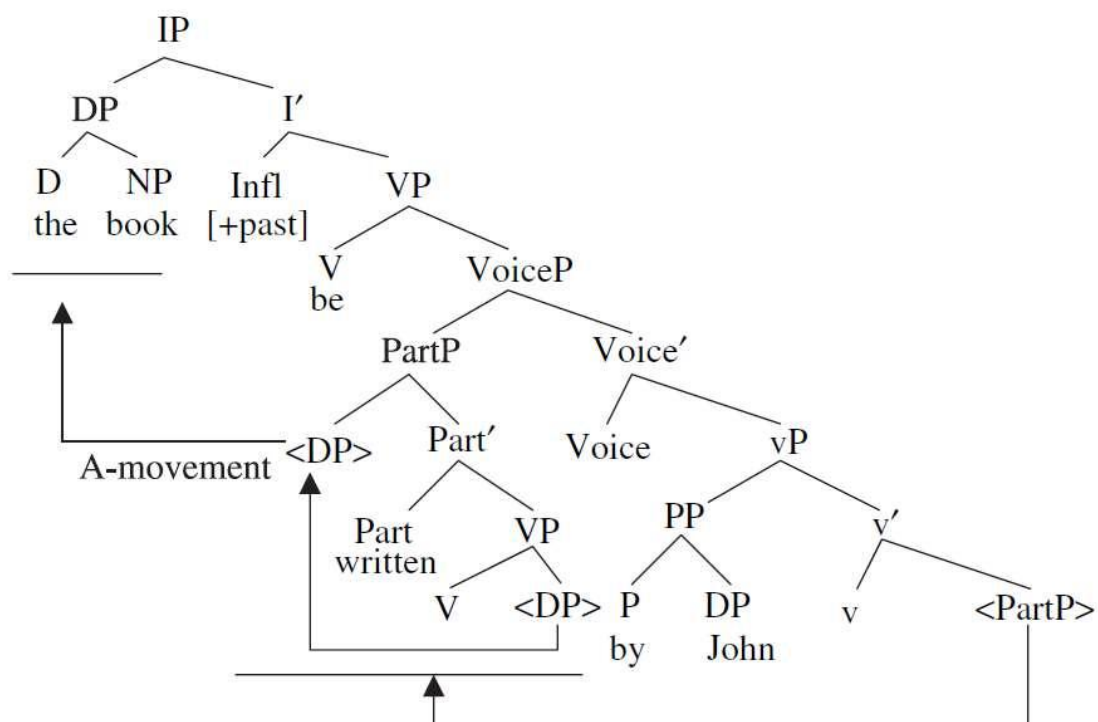 IP
DP I′
D NP Infl VP
the book [+past]
V VoiceP
be
PartP Voice′
<DP> Part′ Voice vP
A-movement
Part VP PP v′
written
V <DP> P DP v <PartP>
by John